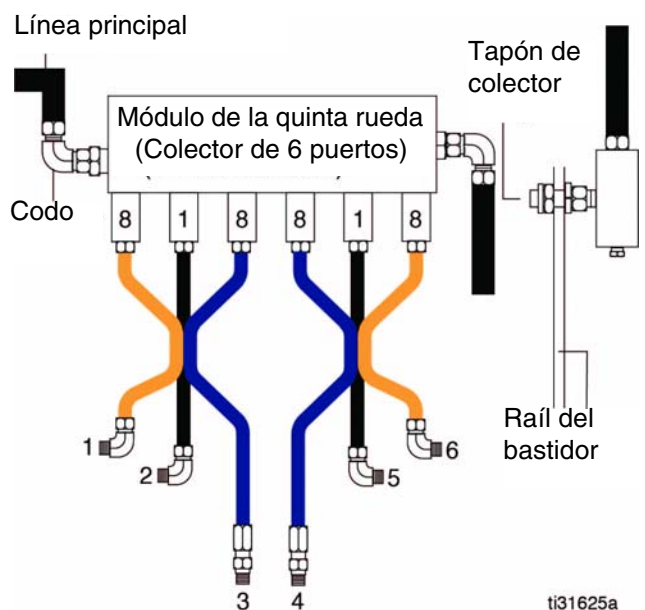 Línea principal
Tapón de
colector
Módulo de la quinta rueda
(Colector de 6 puertos)
Codo
8 1 8 8 1 8
Raíl del
bastidor
1
2
3
4
5
6
ti31625a